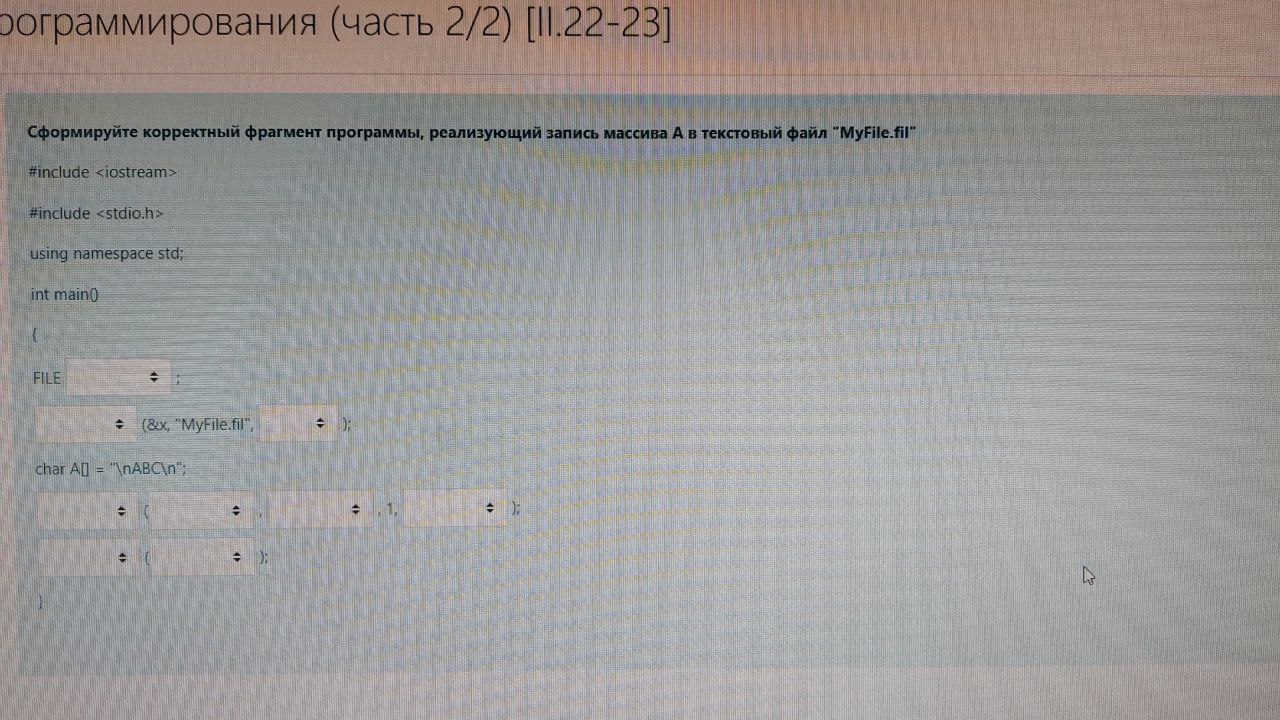 рограммирования (часть 2/2) [II.22-23]
Сформируйте корректный фрагмент программы, реализующий запись массива А в текстовый файл "MyFile.fil"
#include <iostream>
#include <stdio.h>
using namespace std;
int main()
{
FILE ;
(&x, "MyFile.fil", );
char A[] = "\nABC\n";
( , , 1, );
( );
}